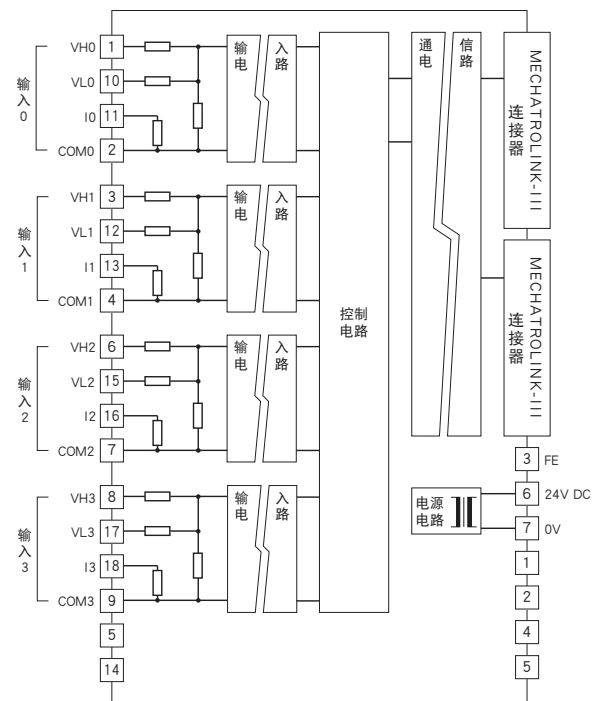 输入0
VH0 1
VL0 10
I0 11
COM0 2
输入电路
输入1
VH1 3
VL1 12
I1 13
COM1 4
输入电路
输入2
VH2 6
VL2 15
I2 16
COM2 7
输入电路
输入3
VH3 8
VL3 17
I3 18
COM3 9
输入电路
5
14
控制
电路
通信电路
MECHATROLINK-III
连接器
MECHATROLINK-III
连接器
3 FE
电源
电路
6 24V DC
7 0V
1
2
4
5